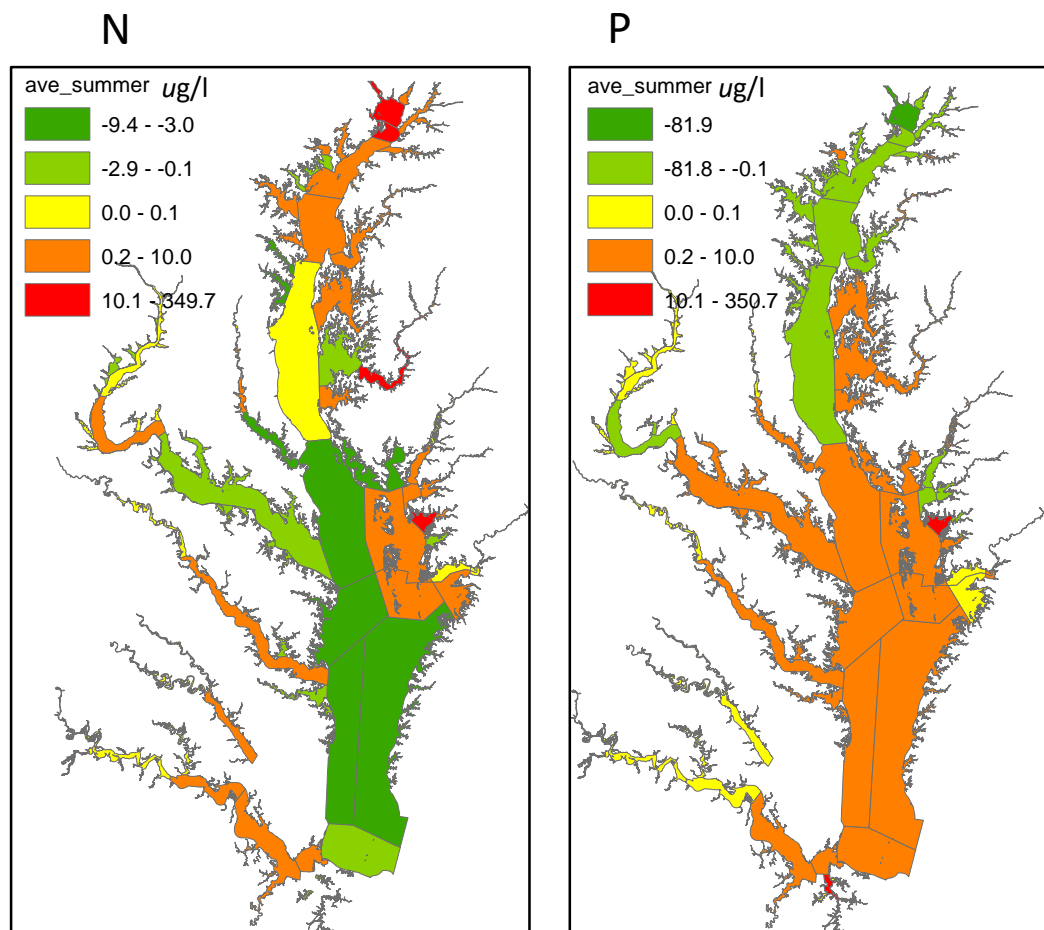 N
P
ave_summer ug/l
-9.4 - -3.0
-2.9 - -0.1
0.0 - 0.1
0.2 - 10.0
10.1 - 349.7
ave_summer ug/l
-81.9
-81.8 - -0.1
0.0 - 0.1
0.2 - 10.0
10.1 - 350.7